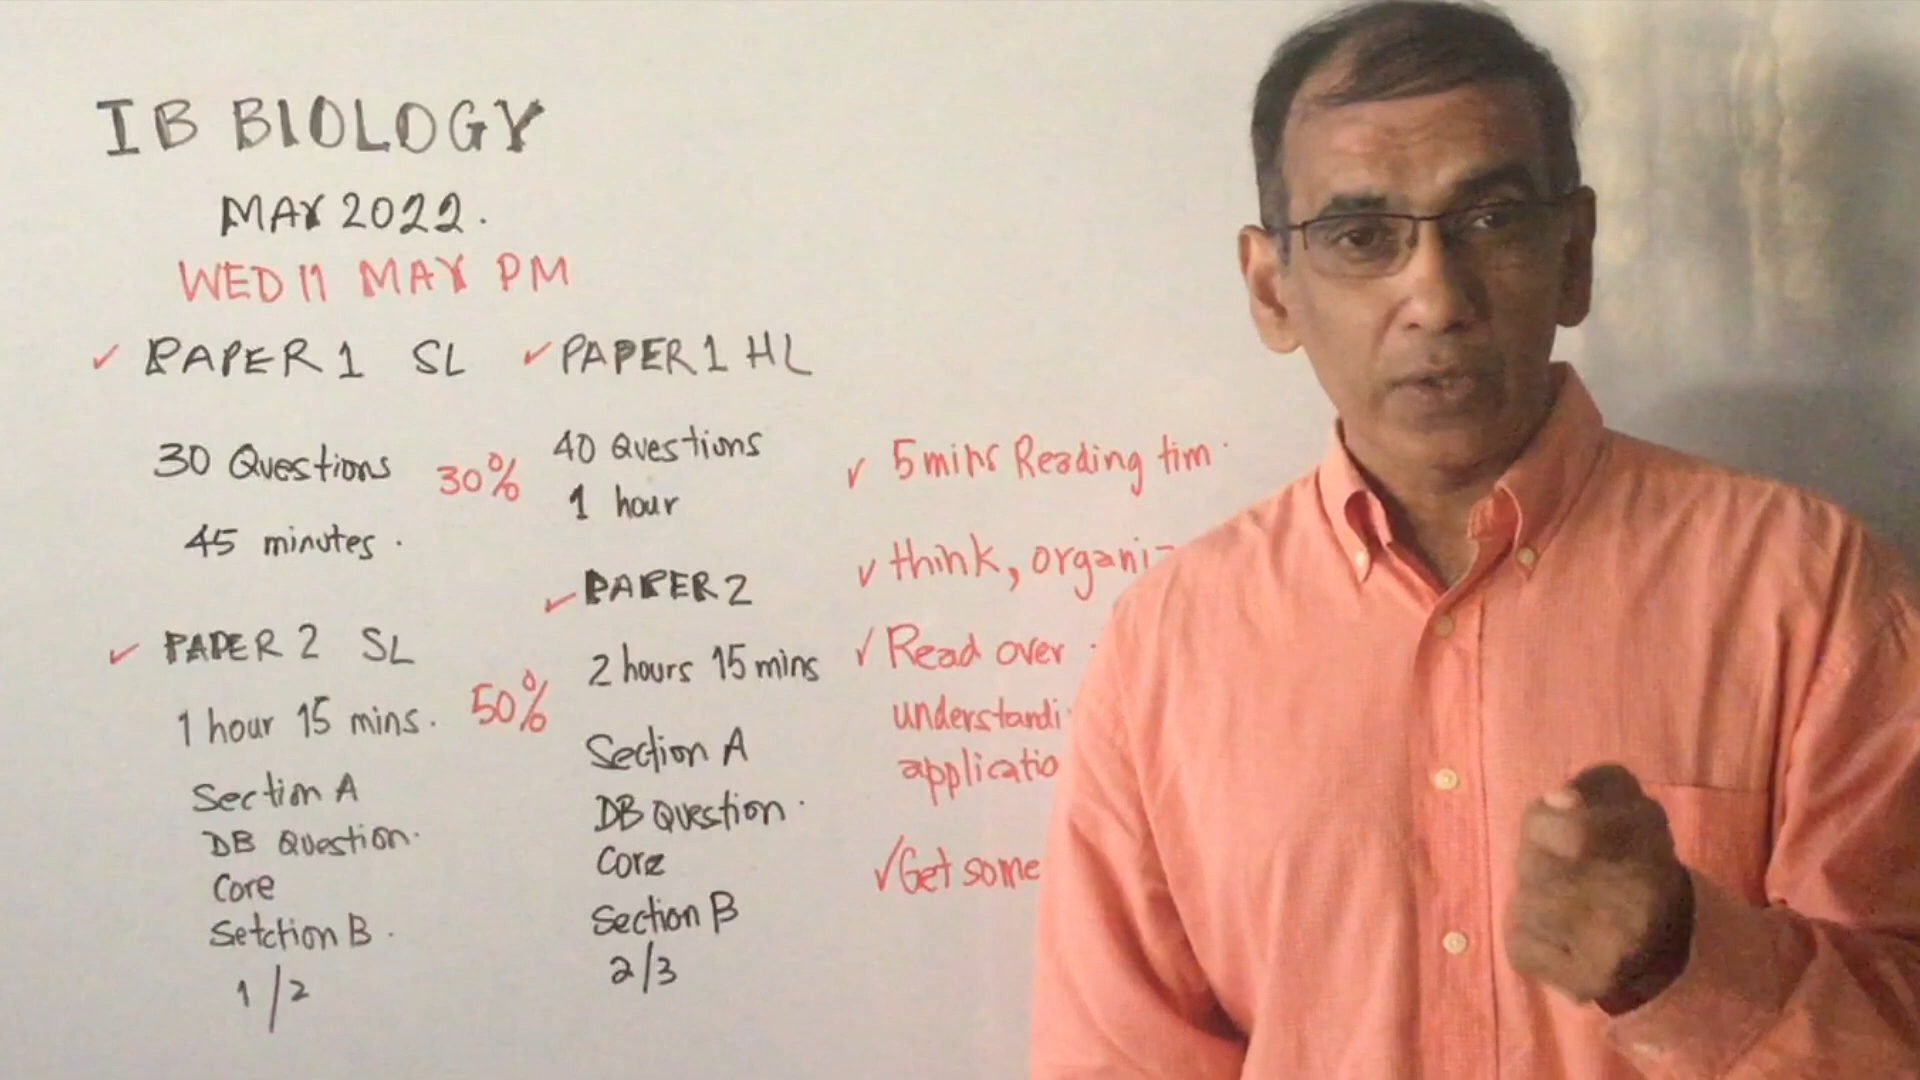 IB BIOLOGY
MAY 2022.
WED 11 MAY PM
✓ PAPER 1 SL
30 Questions
45 minutes.
30%
✓ PAPER 2 SL
1 hour 15 mins.
50%
Section A
DB Question.
Core
Setction B.
1/2
✓ PAPER 1 HL
40 Questions
1 hour
✓ PAPER 2
2 hours 15 mins
Section A
DB Question.
Core
Section B
2/3
✓ 5 mins Reading tim
✓ think, organi
✓ Read over
understandi
applicatio
✓ Get some